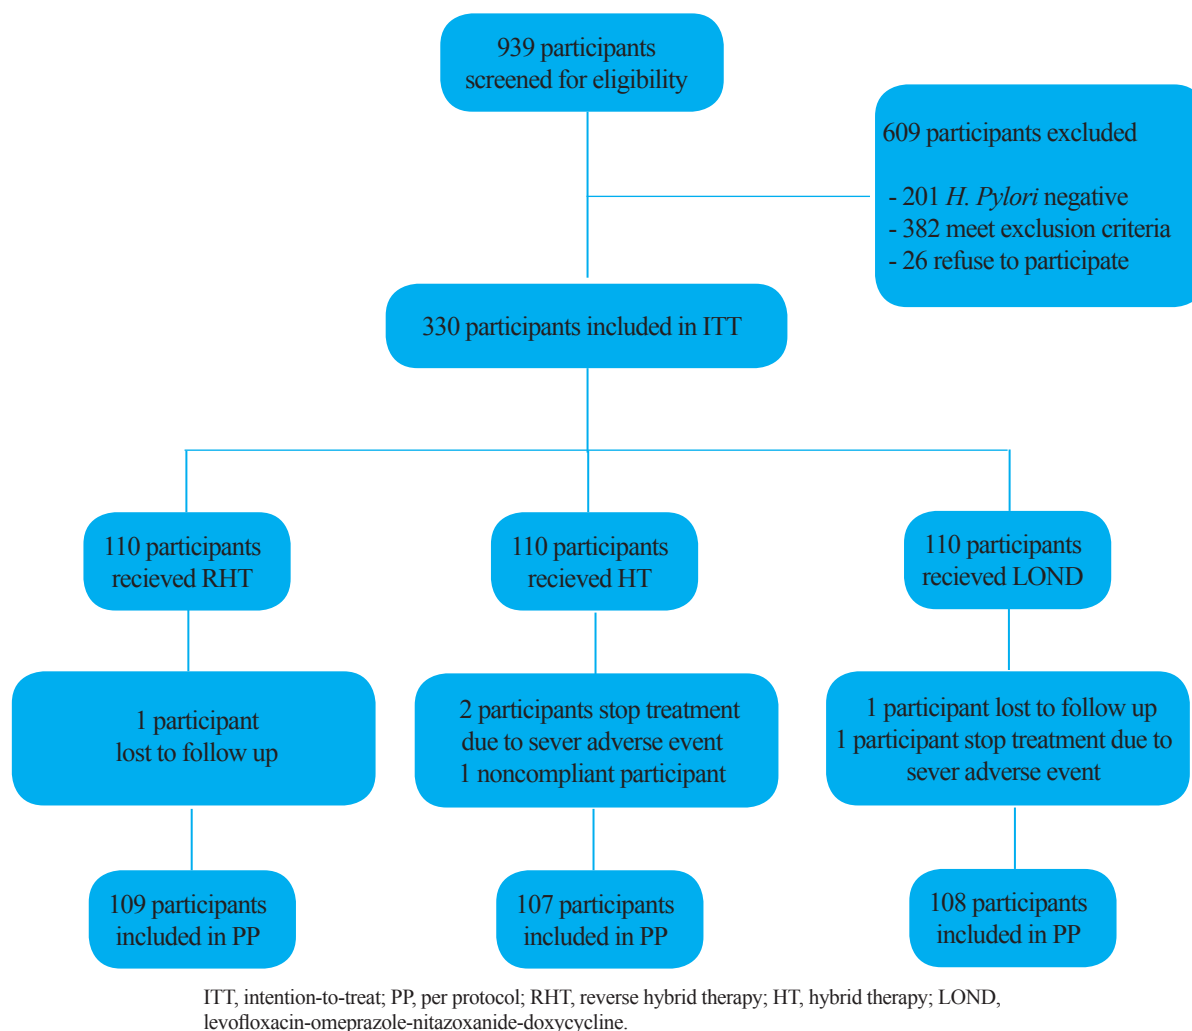 939 participants
screened for eligibility
609 participants excluded
- 201 H. Pylori negative
- 382 meet exclusion criteria
- 26 refuse to participate
330 participants included in ITT
110 participants
recieved RHT
110 participants
recieved HT
110 participants
recieved LOND
1 participant
lost to follow up
2 participants stop treatment
due to sever adverse event
1 noncompliant participant
1 participant lost to follow up
1 participant stop treatment due to
sever adverse event
109 participants
included in PP
107 participants
included in PP
108 participants
included in PP
ITT, intention-to-treat; PP, per protocol; RHT, reverse hybrid therapy; HT, hybrid therapy; LOND,
levofloxacin-omeprazole-nitazoxanide-doxycycline.